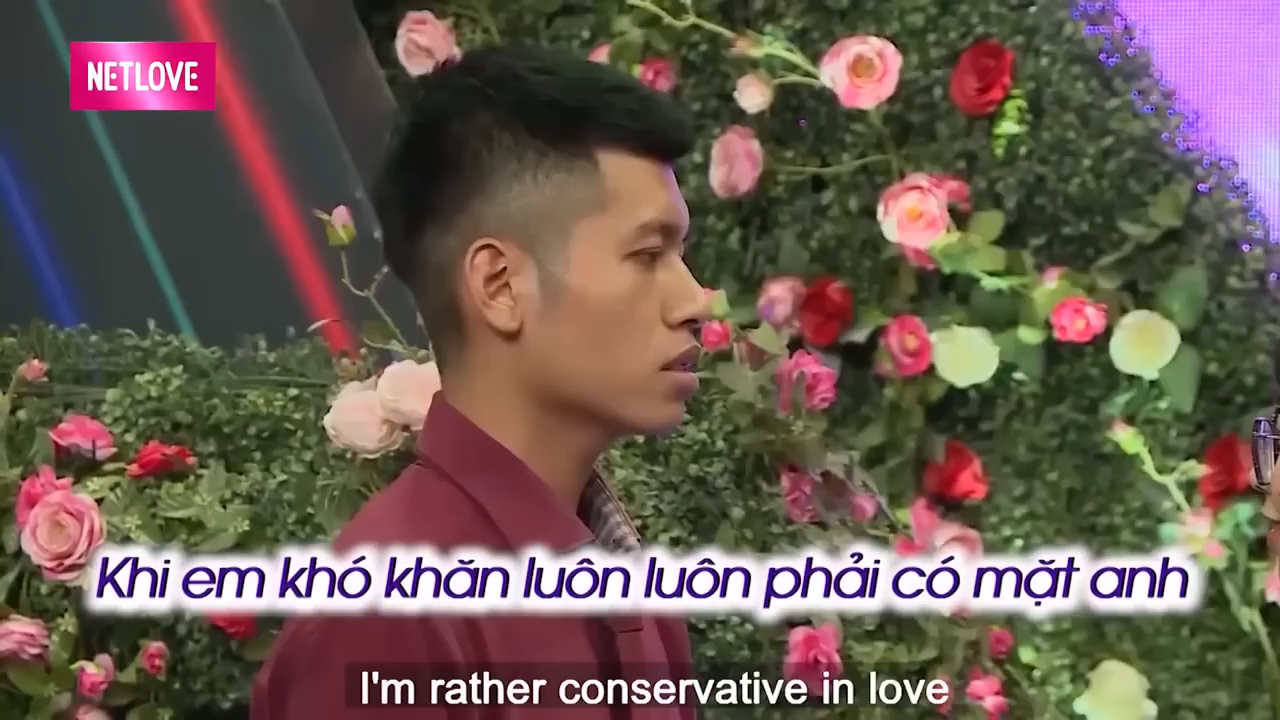 NETLOVE
Khi em khó khăn luôn luôn phải có mặt anh
I'm rather conservative in love